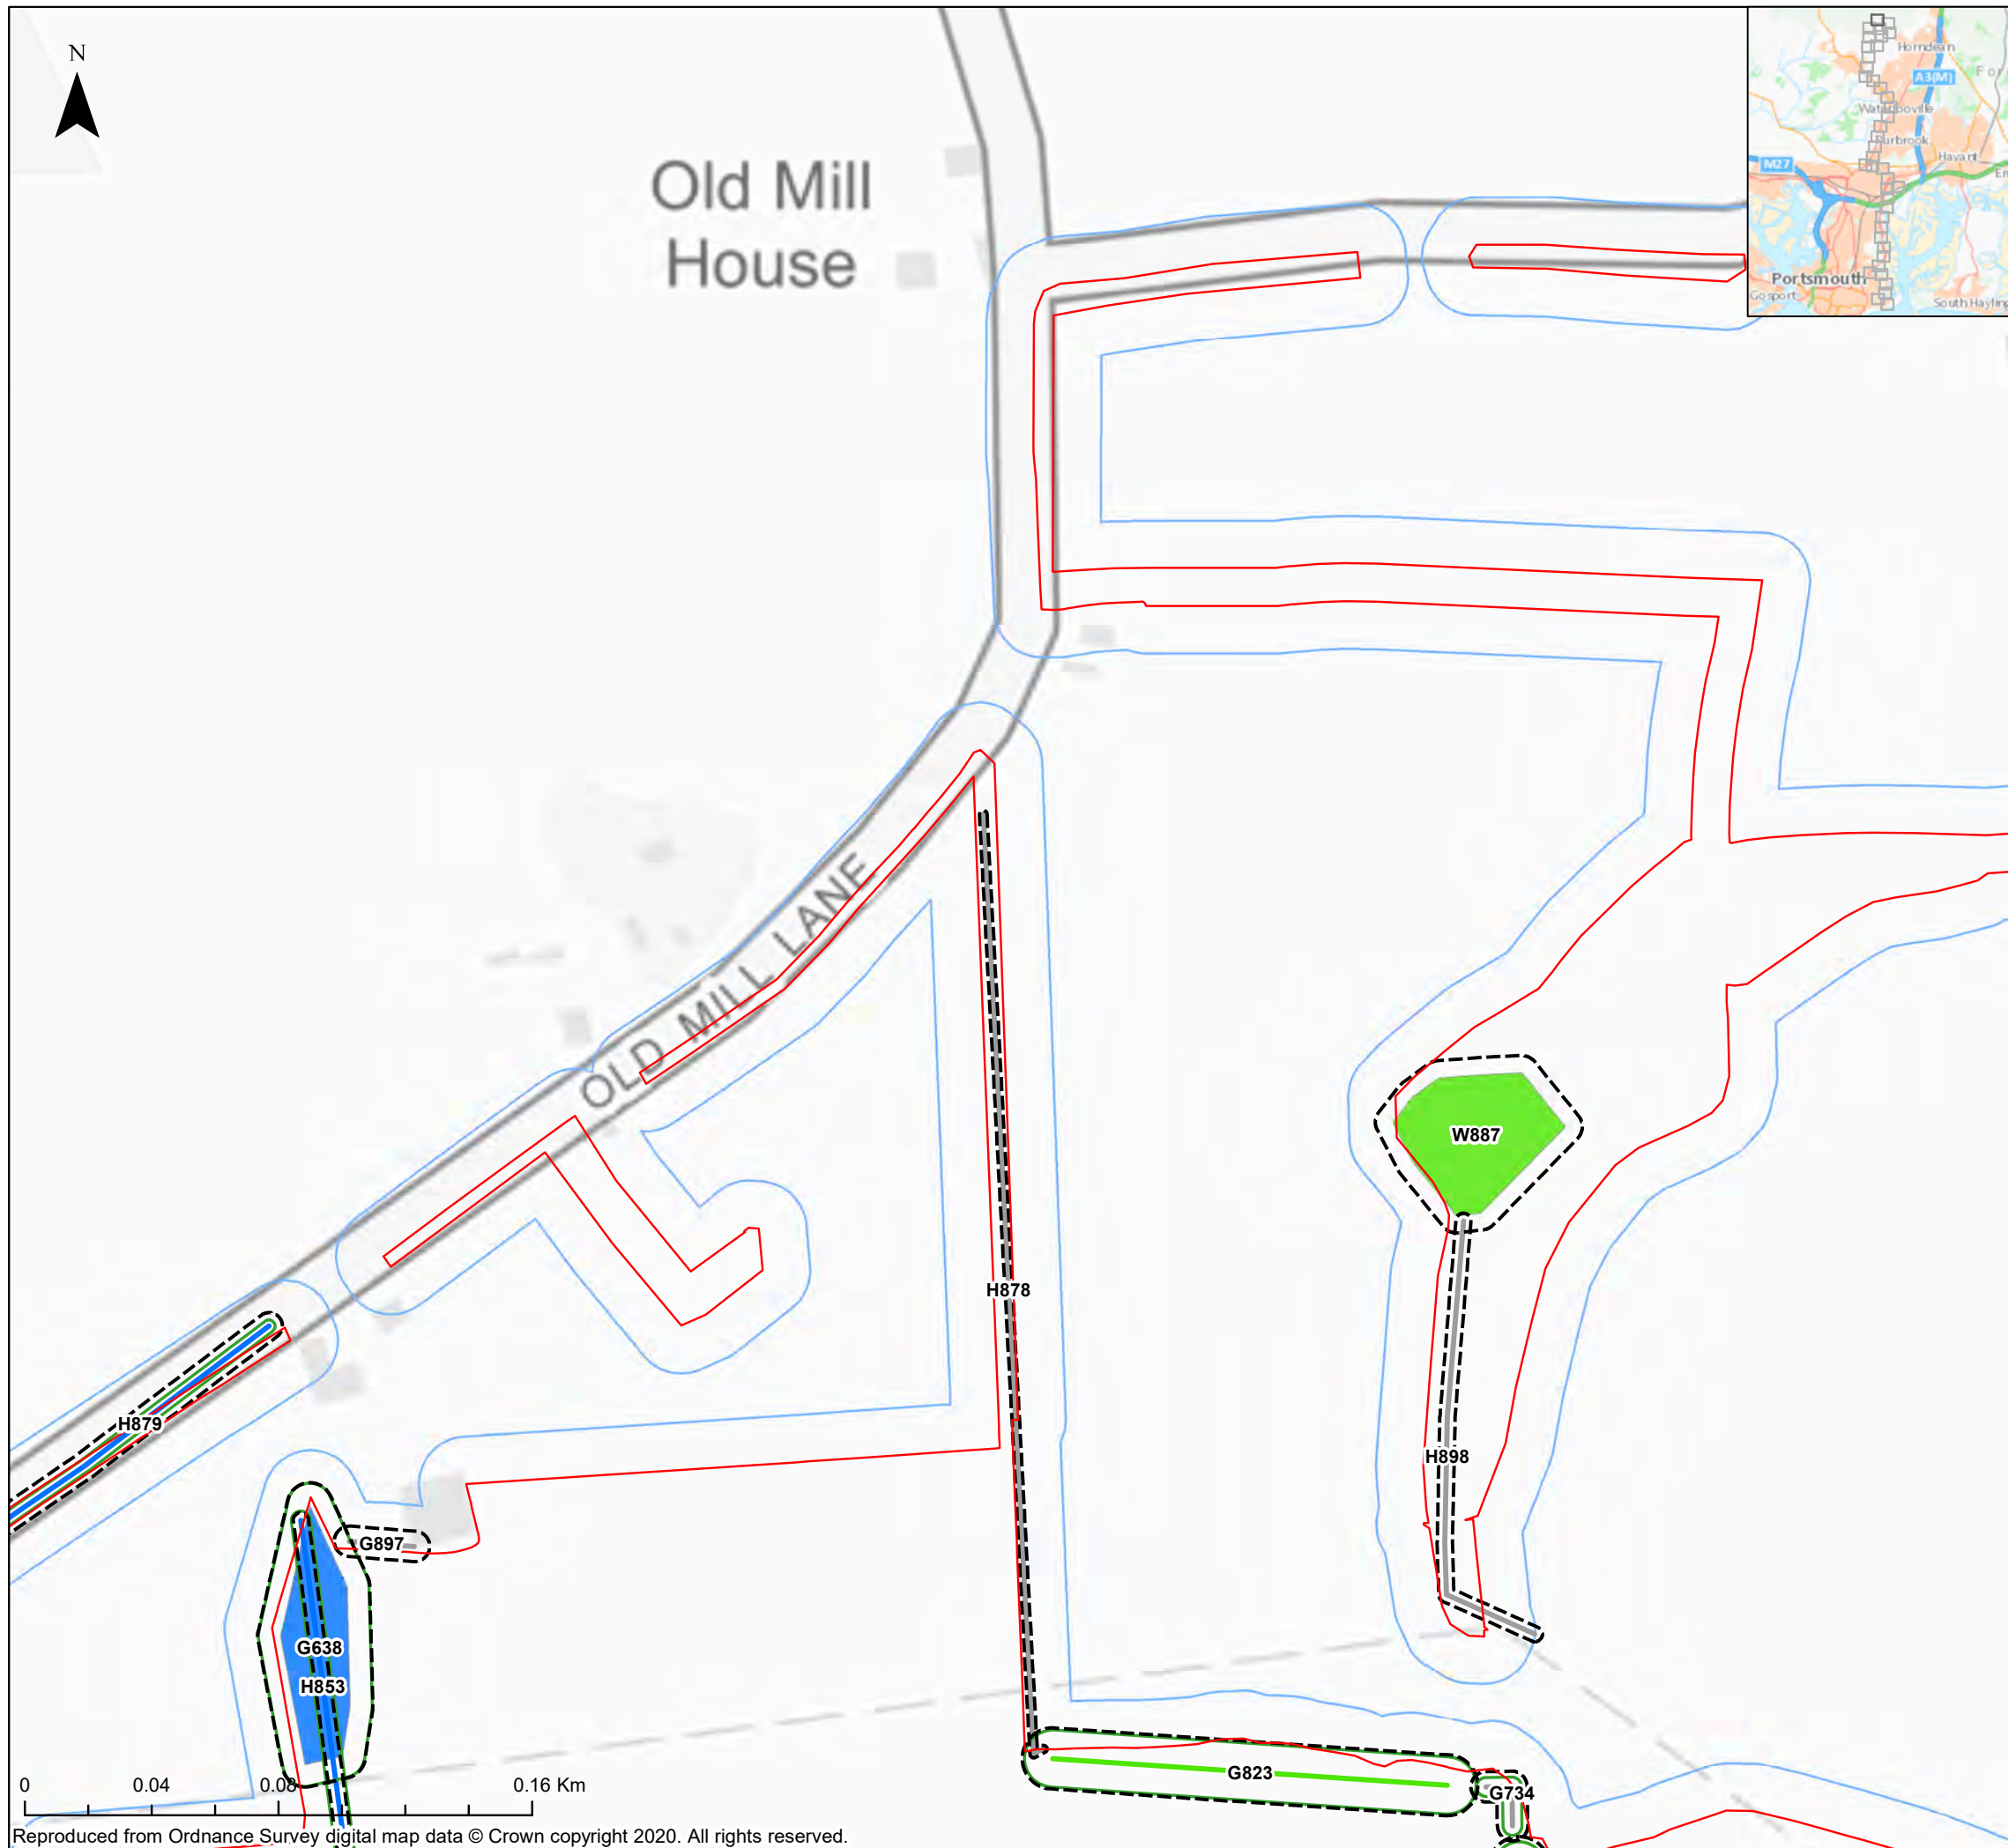 N
Old Mill
House
OLD MILL LANE
W887
H878
H898
H879
G897
G638
H853
G823
G734
0 0.04 0.08 0.16 Km
Reproduced from Ordnance Survey digital map data © Crown copyright 2020. All rights reserved.
Horndean
A3(M)
For
Waterlooville
Purbrook
Havant
M27
Em
Portsmouth
Gosport
South Hayling